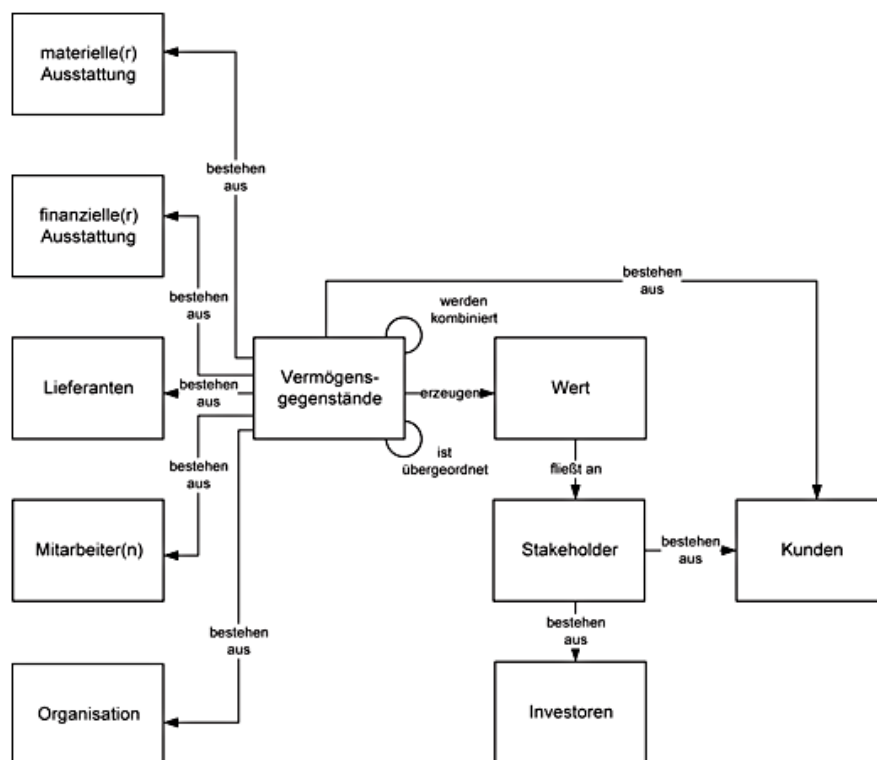 materielle(r)
Ausstattung
bestehen
aus
finanzielle(r)
Ausstattung
bestehen
aus
bestehen
aus
werden
kombiniert
Lieferanten
bestehen
aus
Vermögens-
gegenstände
erzeugen
Wert
bestehen
aus
ist
übergeordnet
fließt an
Mitarbeiter(n)
Stakeholder
bestehen
aus
Kunden
bestehen
aus
bestehen
aus
Organisation
Investoren